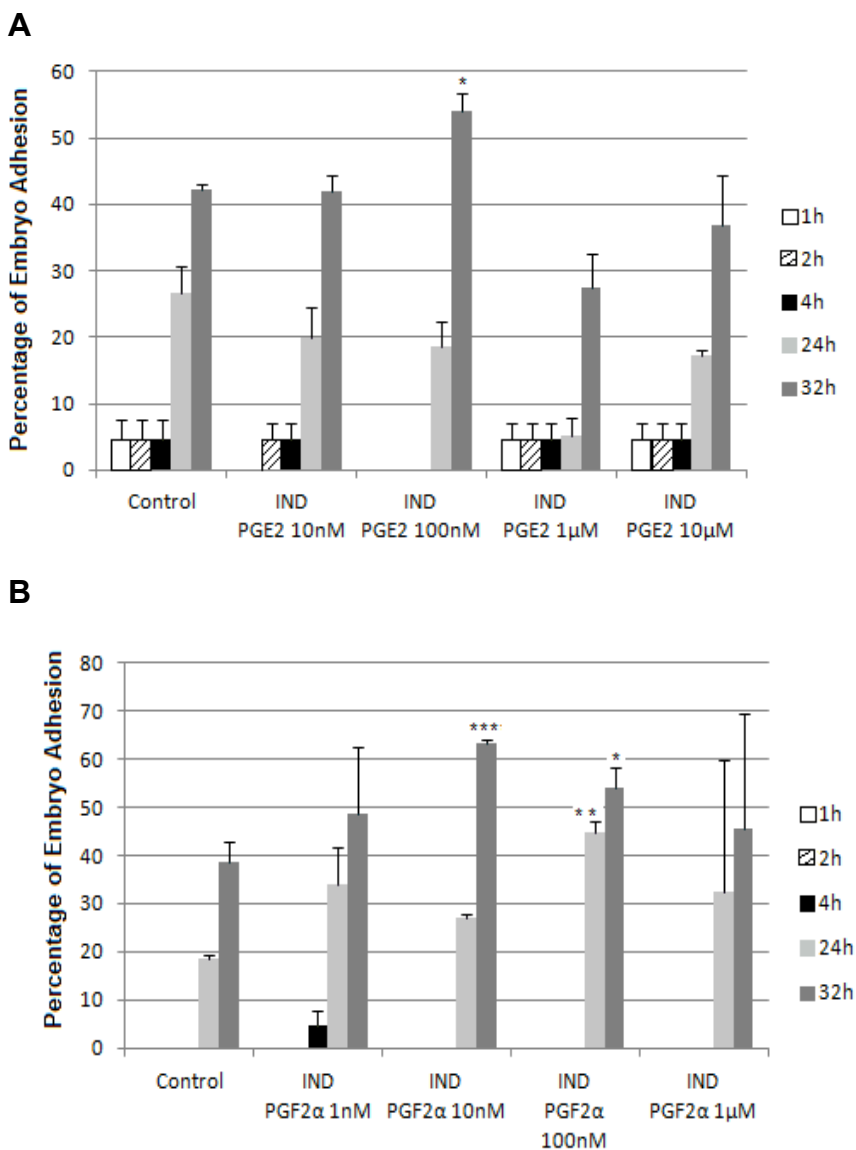 A
Percentage of Embryo Adhesion
60
50
40
30
20
10
0
*
1h
2h
4h
24h
32h
Control
IND
PGE2 10nM
IND
PGE2 100nM
IND
PGE2 1µM
IND
PGE2 10µM
B
Percentage of Embryo Adhesion
80
70
60
50
40
30
20
10
0
***
**
*
1h
2h
4h
24h
32h
Control
IND
PGF2α 1nM
IND
PGF2α 10nM
IND
PGF2α
100nM
IND
PGF2α 1µM